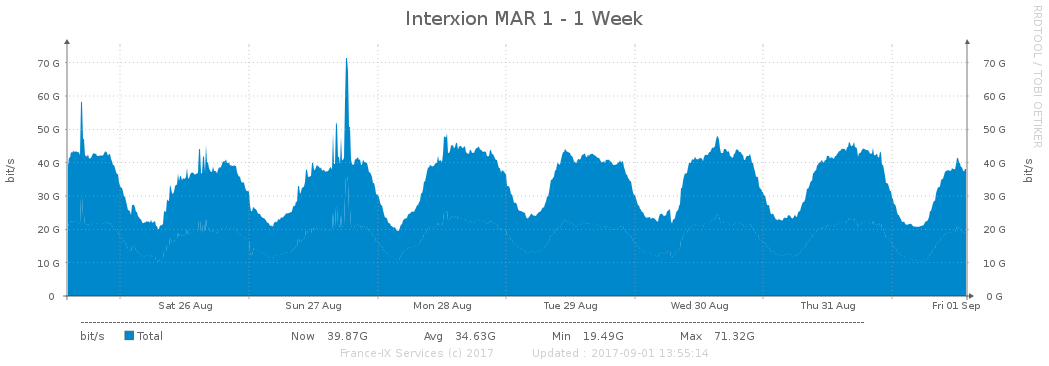 Interxion MAR 1 - 1 Week
RRDTOOL / TOBI OETIKER
bit/s
70 G 70 G
60 G 60 G
50 G 50 G
40 G 40 G
30 G 30 G
20 G 20 G
10 G 10 G
0 0 G
bit/s
Sat 26 Aug Sun 27 Aug Mon 28 Aug Tue 29 Aug Wed 30 Aug Thu 31 Aug Fri 01 Sep
bit/s Total Now 39.87G Avg 34.63G Min 19.49G Max 71.32G
France-IX Services (c) 2017 Updated : 2017-09-01 13:55:14